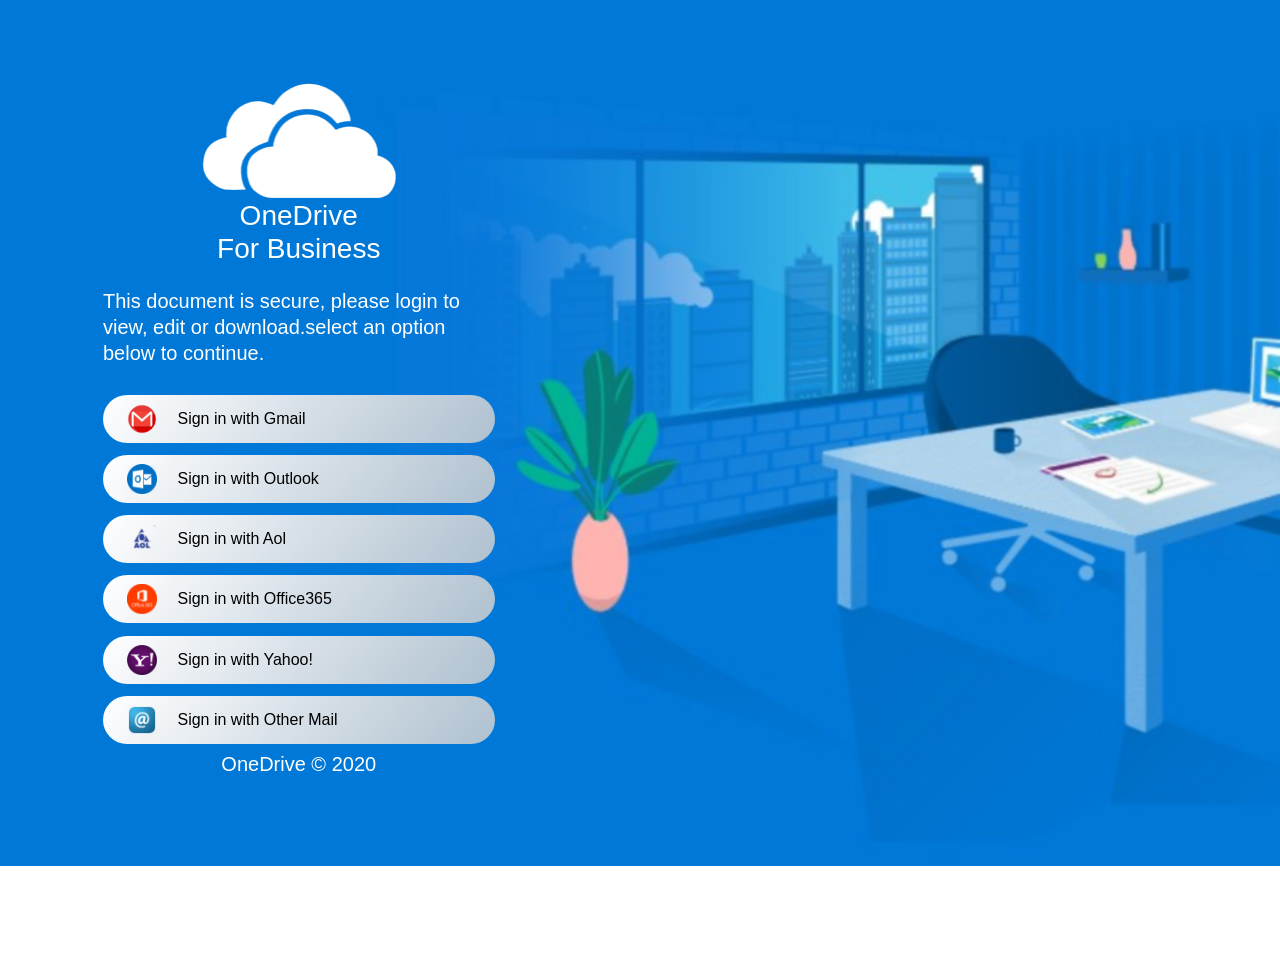 OneDrive
For Business
This document is secure, please login to
view, edit or download.select an option
below to continue.
Sign in with Gmail
Sign in with Outlook
AOL
Sign in with Aol
Office365
Sign in with Office365
Y!
Sign in with Yahoo!
@
Sign in with Other Mail
OneDrive © 2020